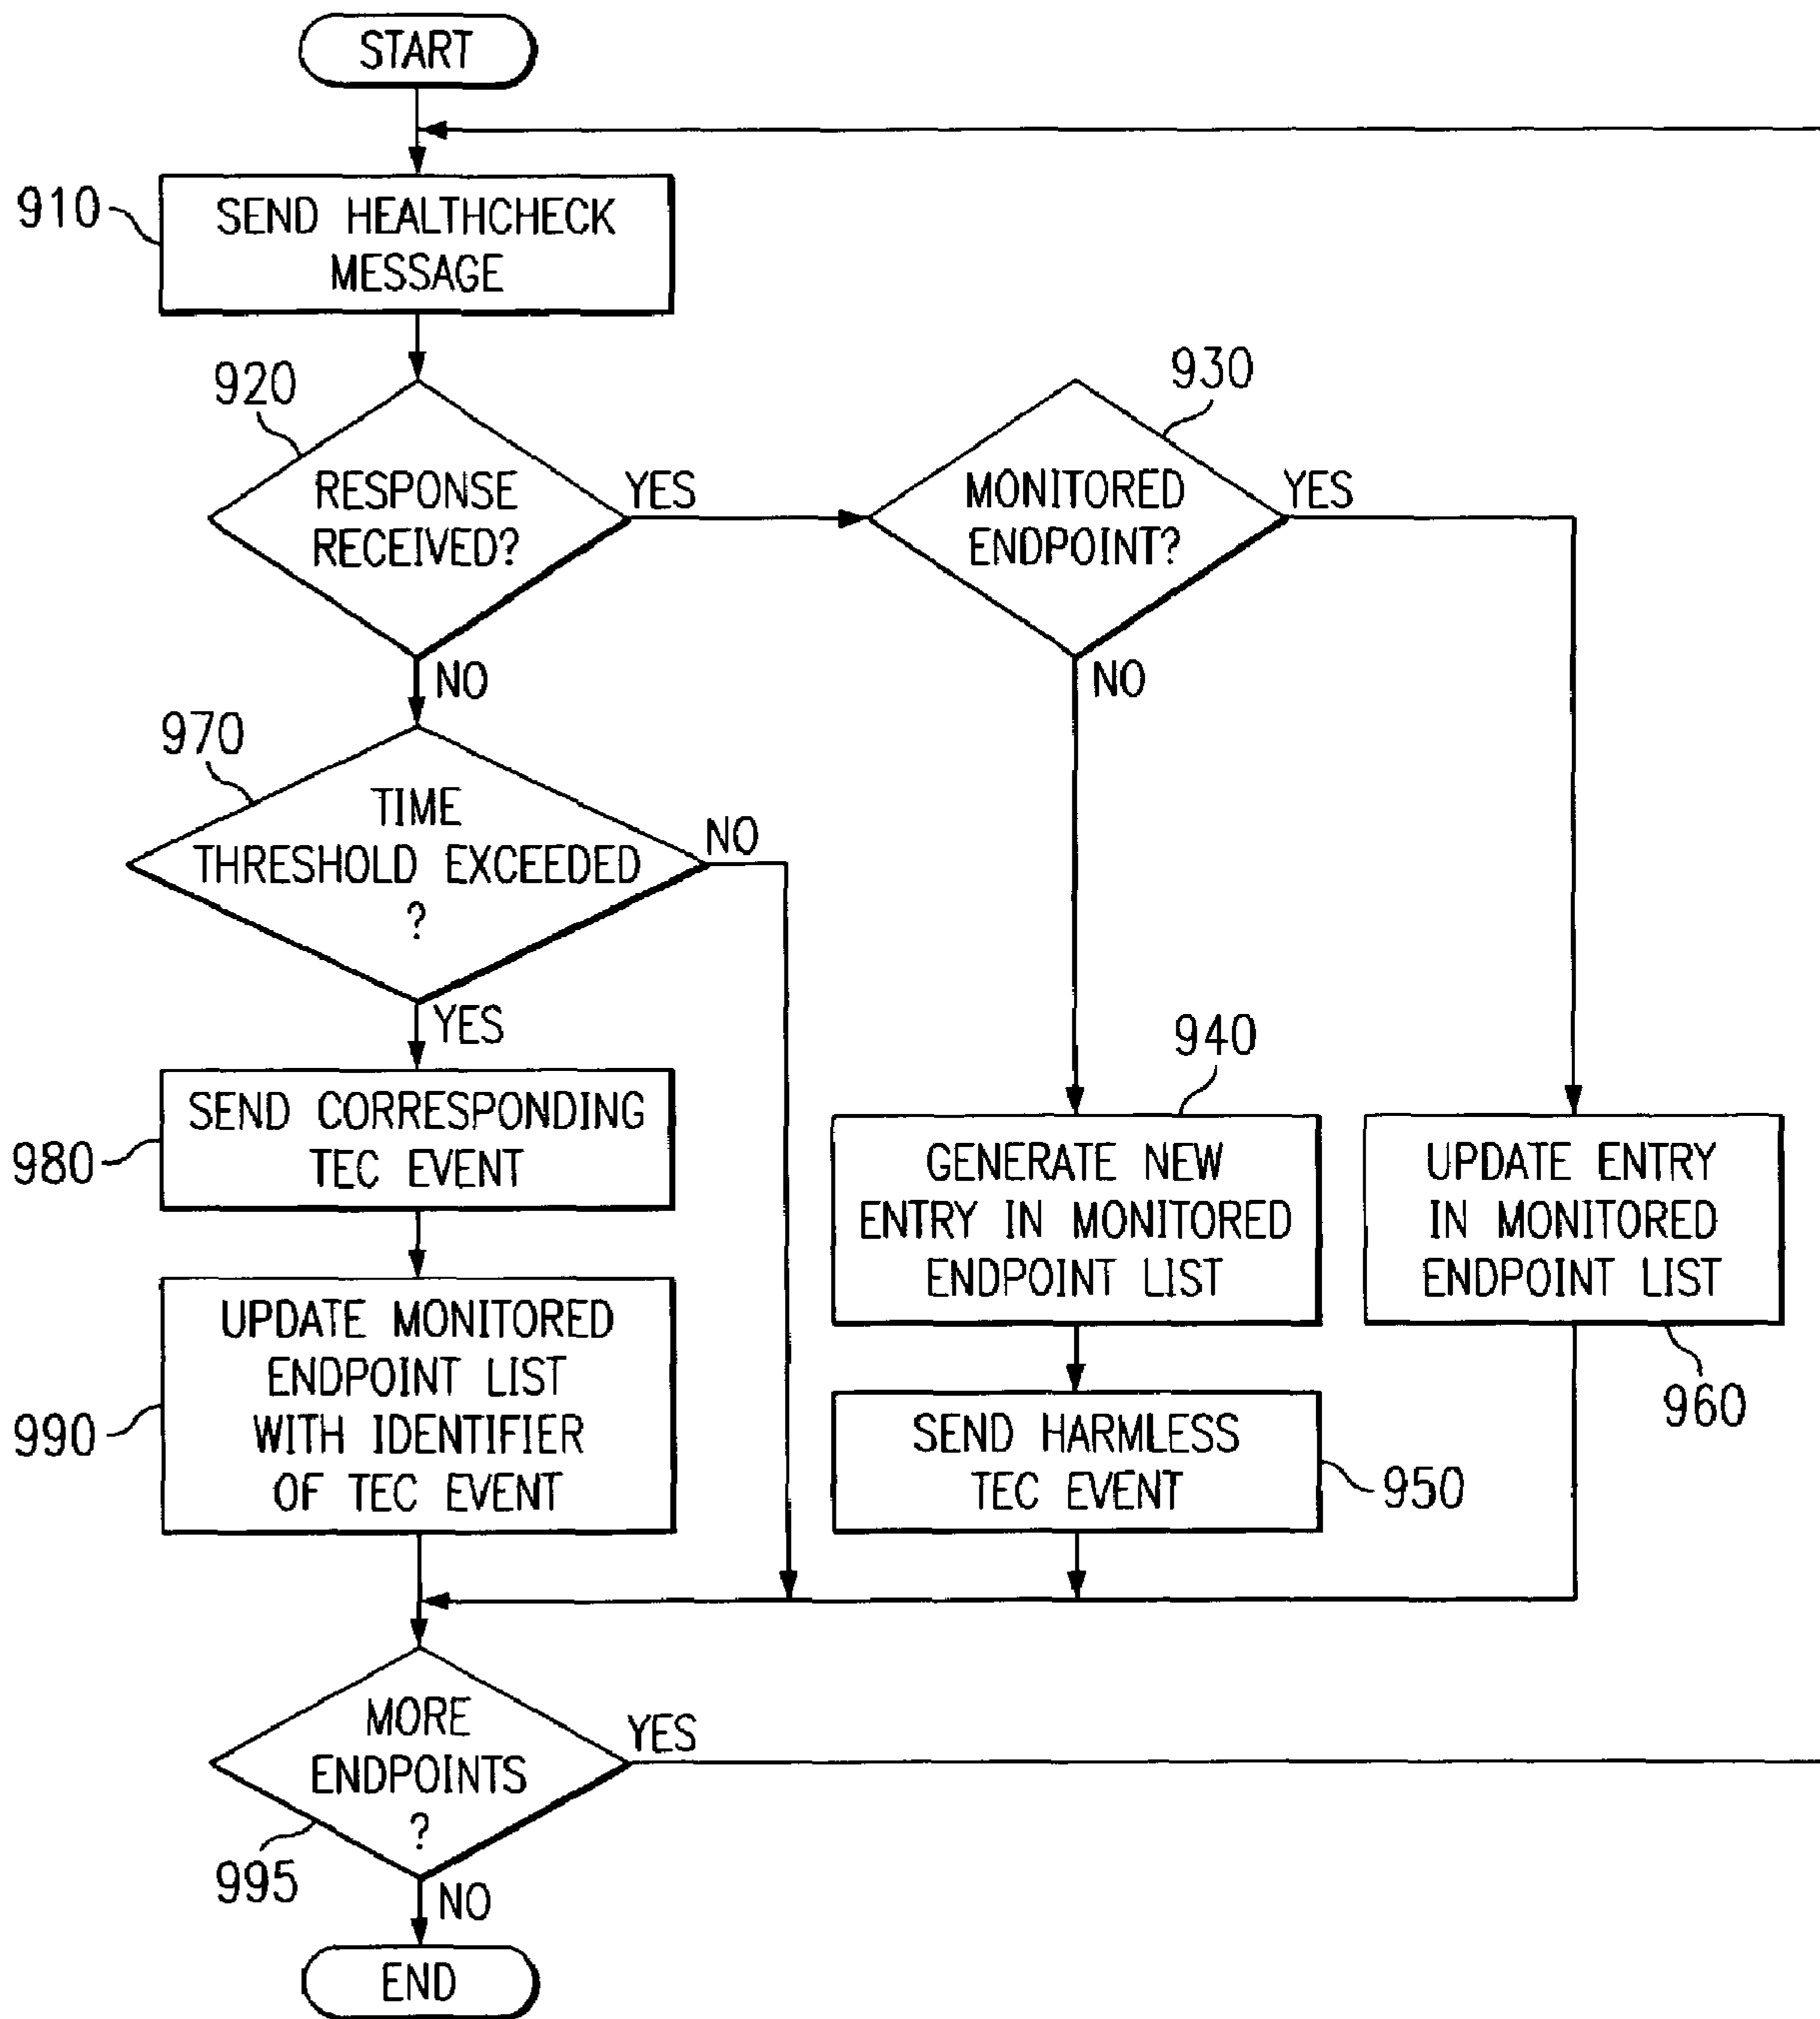 START
910
SEND HEALTHCHECK
MESSAGE
920
RESPONSE
RECEIVED?
YES
NO
930
MONITORED
ENDPOINT?
YES
NO
970
TIME
THRESHOLD EXCEEDED
?
NO
YES
980
SEND CORRESPONDING
TEC EVENT
940
GENERATE NEW
ENTRY IN MONITORED
ENDPOINT LIST
UPDATE ENTRY
IN MONITORED
ENDPOINT LIST
960
990
UPDATE MONITORED
ENDPOINT LIST
WITH IDENTIFIER
OF TEC EVENT
SEND HARMLESS
TEC EVENT
950
MORE
ENDPOINTS
?
YES
995
NO
END